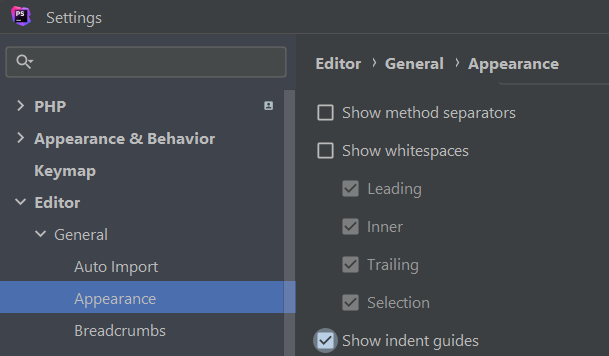 PS
Settings
PHP
Appearance & Behavior
Keymap
Editor
General
Auto Import
Appearance
Breadcrumbs
Editor › General › Appearance
Show method separators
Show whitespaces
Leading
Inner
Trailing
Selection
Show indent guides